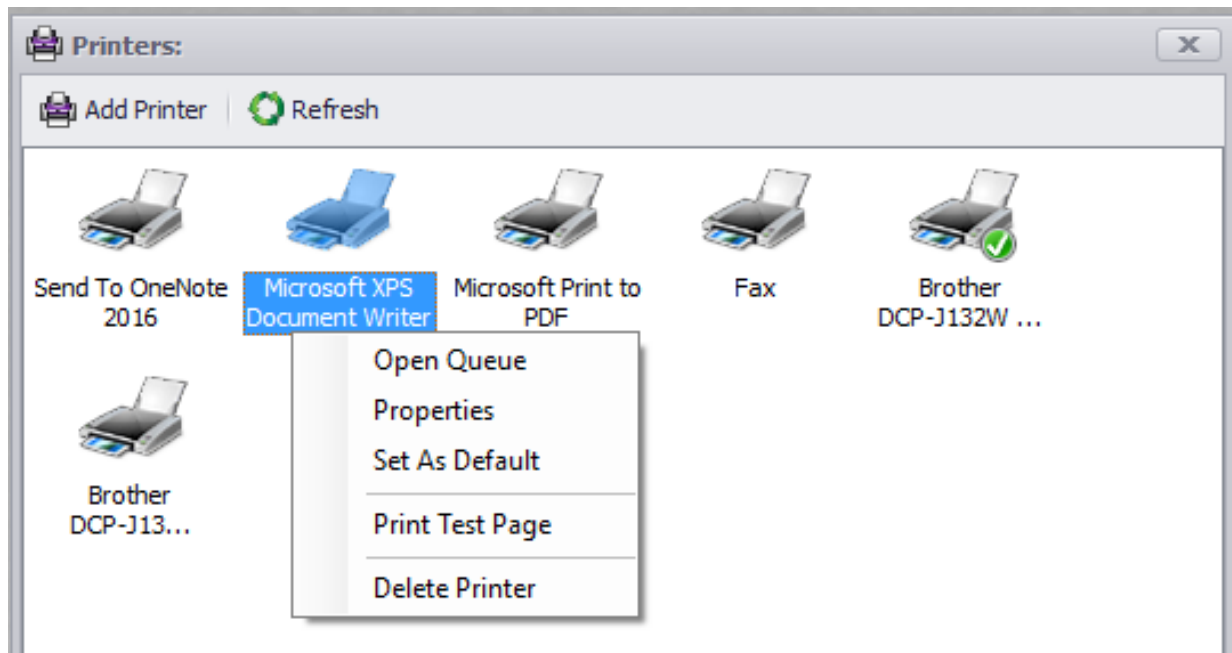 Printers:
Add Printer
Refresh
Send To OneNote
2016
Microsoft XPS
Document Writer
Microsoft Print to
PDF
Fax
Brother
DCP-J132W ...
Brother
DCP-J13...
Open Queue
Properties
Set As Default
Print Test Page
Delete Printer